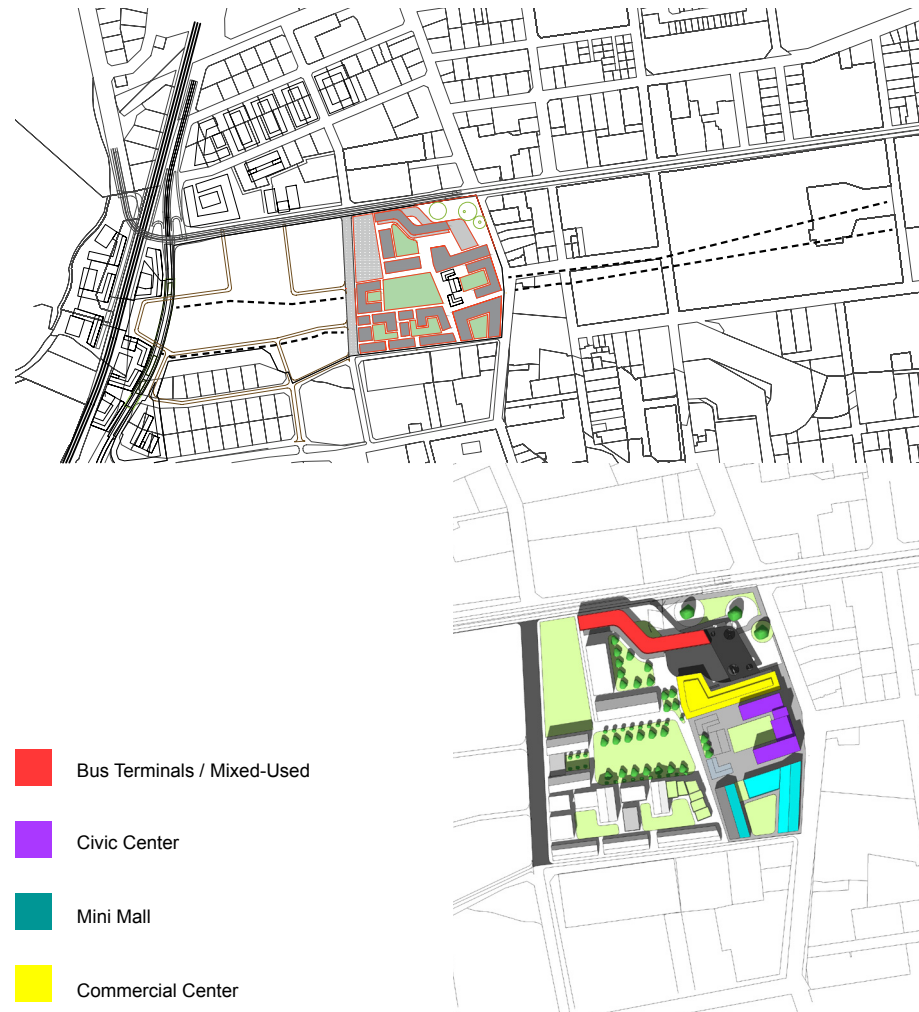 Bus Terminals / Mixed-Used
Civic Center
Mini Mall
Commercial Center